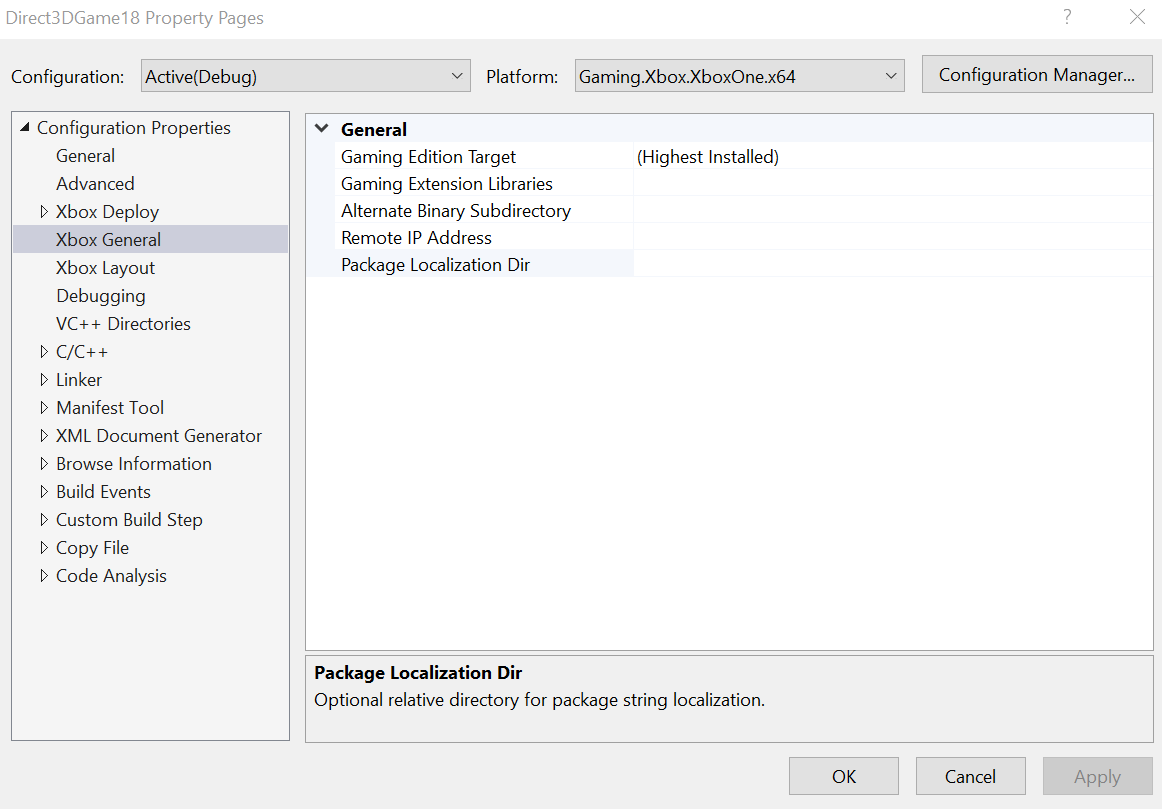 Direct3DGame18 Property Pages
?
Configuration: Active(Debug) Platform: Gaming.Xbox.XboxOne.x64 Configuration Manager...
Configuration Properties
General
Advanced
Xbox Deploy
Xbox General
Xbox Layout
Debugging
VC++ Directories
C/C++
Linker
Manifest Tool
XML Document Generator
Browse Information
Build Events
Custom Build Step
Copy File
Code Analysis
General
Gaming Edition Target (Highest Installed)
Gaming Extension Libraries
Alternate Binary Subdirectory
Remote IP Address
Package Localization Dir
Package Localization Dir
Optional relative directory for package string localization.
OK Cancel Apply